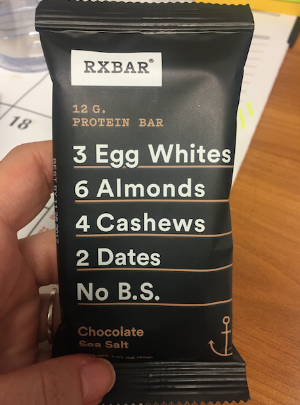 RXBAR®
12 G.
PROTEIN BAR
3 Egg Whites
6 Almonds
4 Cashews
2 Dates
No B.S.
Chocolate
Sea Salt
18